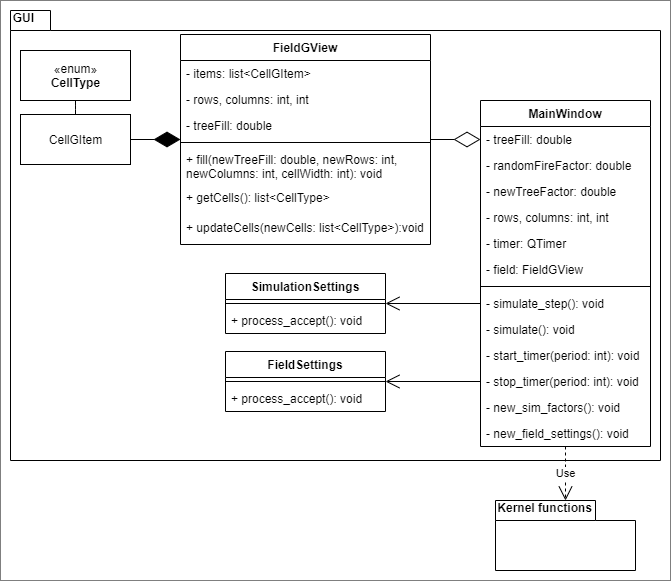 GUI
«enum»
CellType
CellGItem
FieldGView
- items: list<CellGItem>
- rows, columns: int, int
- treeFill: double
+ fill(newTreeFill: double, newRows: int,
newColumns: int, cellWidth: int): void
+ getCells(): list<CellType>
+ updateCells(newCells: list<CellType>):void
MainWindow
- treeFill: double
- randomFireFactor: double
- newTreeFactor: double
- rows, columns: int, int
- timer: QTimer
- field: FieldGView
- simulate_step(): void
- simulate(): void
- start_timer(period: int): void
- stop_timer(period: int): void
- new_sim_factors(): void
- new_field_settings(): void
SimulationSettings
+ process_accept(): void
FieldSettings
+ process_accept(): void
Use
Kernel functions